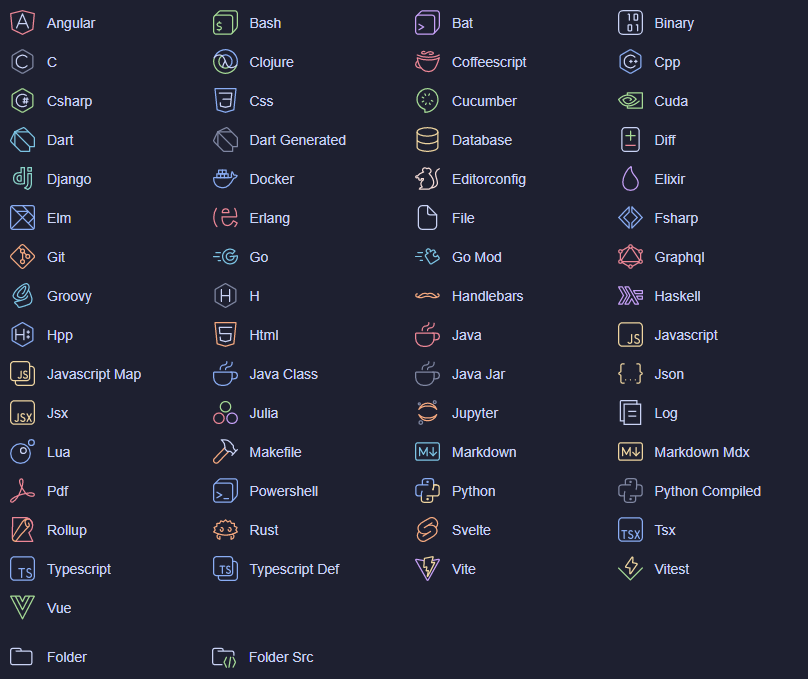 Angular Bash Bat Binary
C Clojure Coffeescript Cpp
Csharp Css Cucumber Cuda
Dart Dart Generated Database Diff
Django Docker Editorconfig Elixir
Elm Erlang File Fsharp
Git Go Go Mod Graphql
Groovy H Handlebars Haskell
Hpp Html Java Javascript
Javascript Map Java Class Java Jar Json
Jsx Julia Jupyter Log
Lua Makefile Markdown Markdown Mdx
Pdf Powershell Python Python Compiled
Rollup Rust Svelte Tsx
Typescript Typescript Def Vite Vitest
Vue
Folder Folder Src